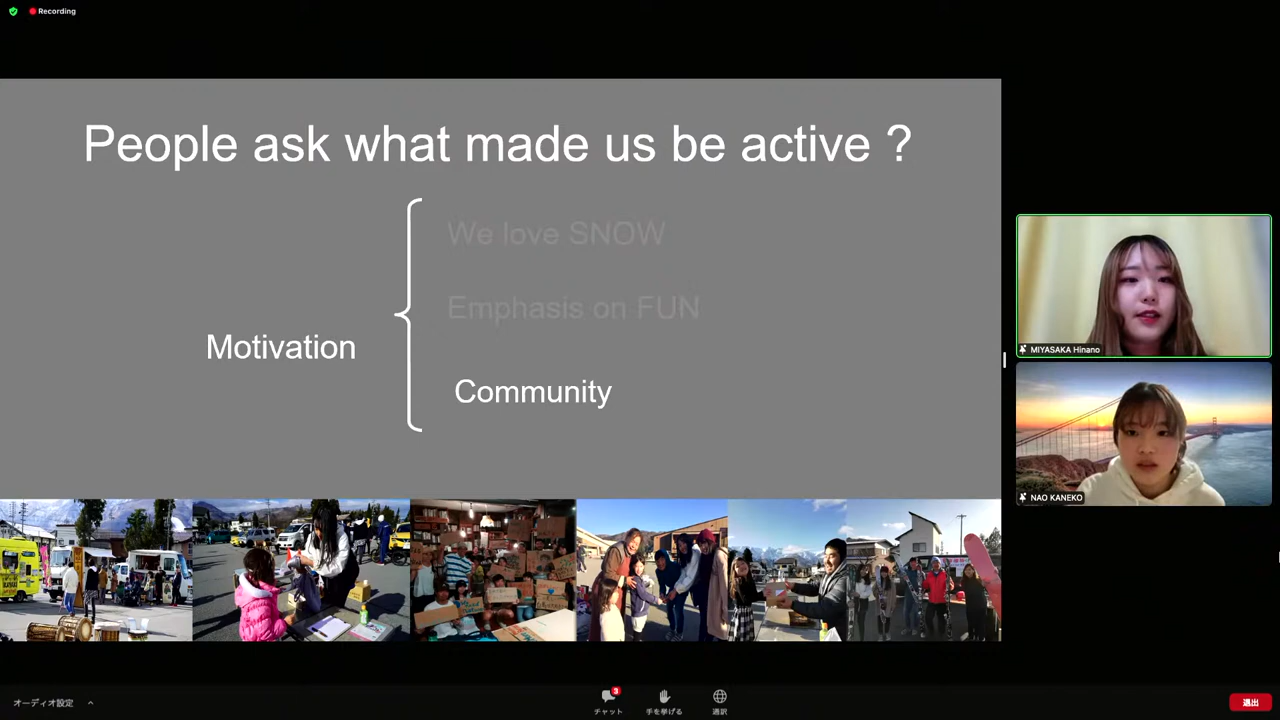 Recording
People ask what made us be active ?
We love SNOW
Emphasis on FUN
Motivation
Community
MIYASAKA Hinano
NAO KANEKO
オーディオ設定
3
チャット
手を挙げる
通訳
退出